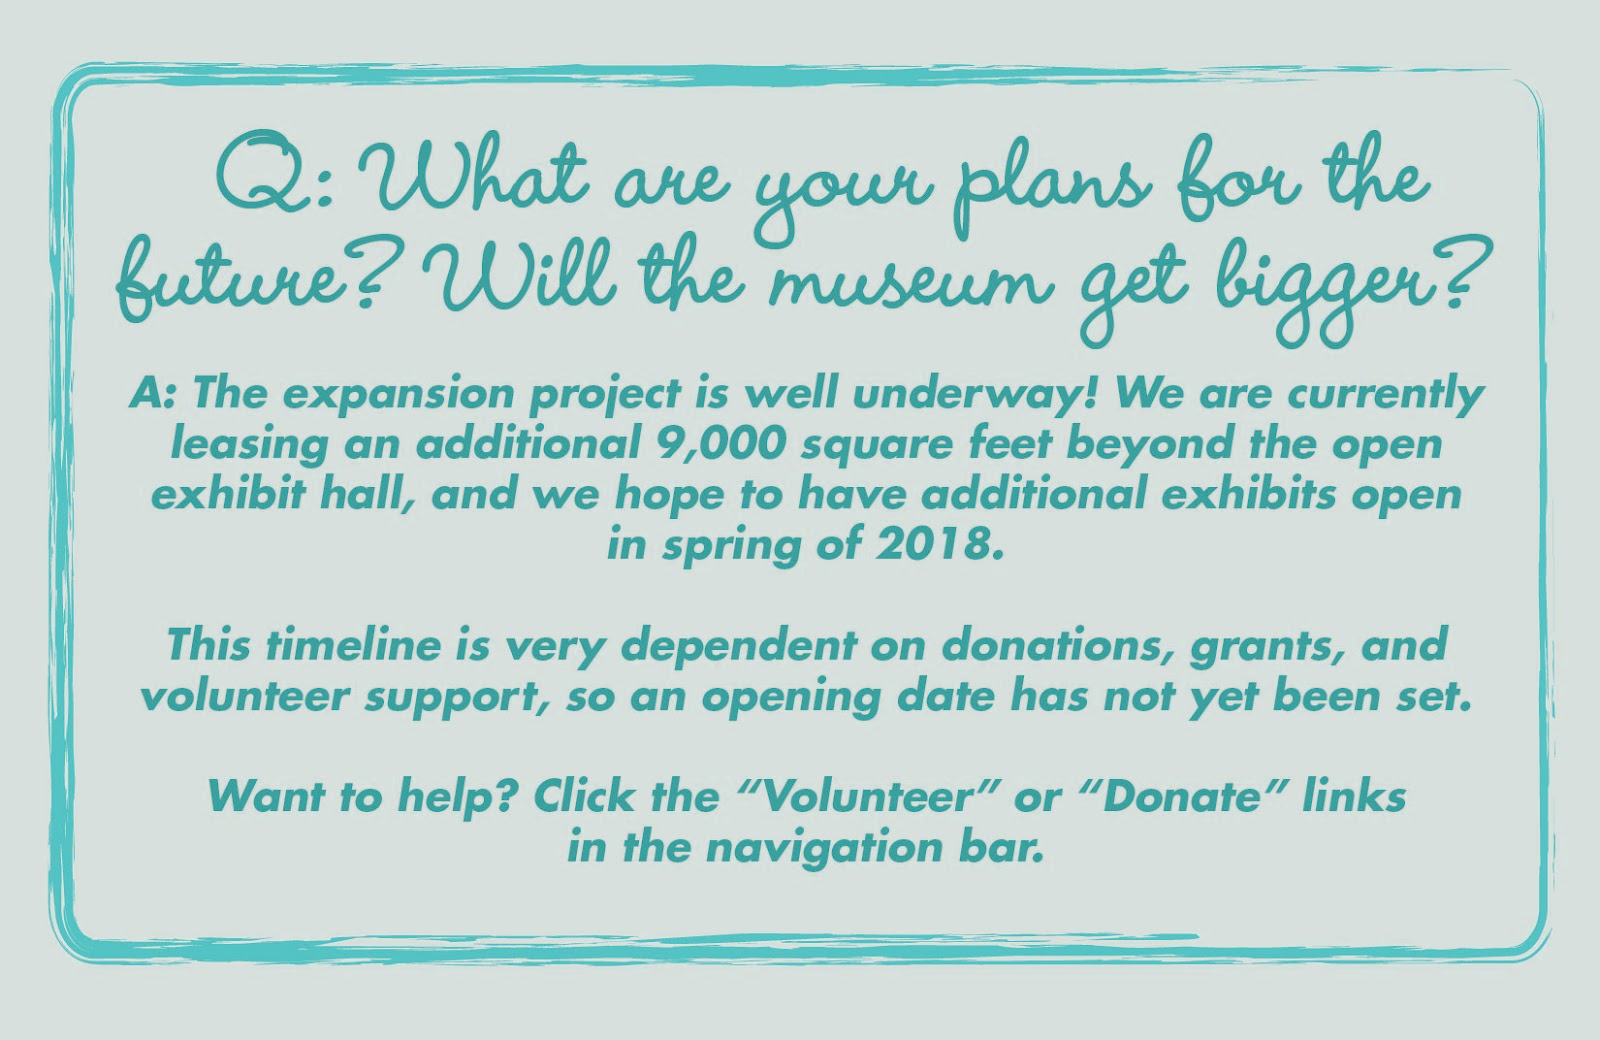 Q: What are your plans for the
future? Will the museum get bigger?
A: The expansion project is well underway! We are currently
leasing an additional 9,000 square feet beyond the open
exhibit hall, and we hope to have additional exhibits open
in spring of 2018.
This timeline is very dependent on donations, grants, and
volunteer support, so an opening date has not yet been set.
Want to help? Click the “Volunteer” or “Donate” links
in the navigation bar.